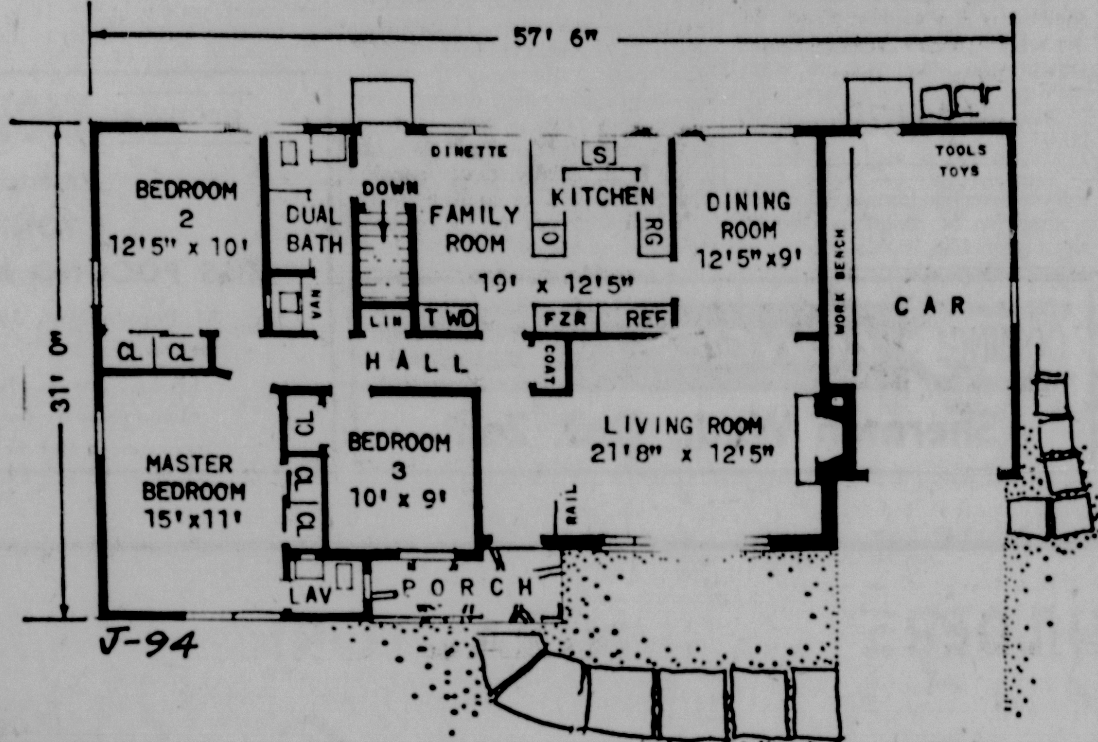 57' 6"
31' 0"
BEDROOM
2
12'5" x 10'
DUAL
BATH
VAN
DOWN
LIN
DINETTE
FAMILY
ROOM
19' x 12'5"
T WD
S
KITCHEN
O
RG
FZR REF
DINING
ROOM
12'5"x9'
WORK BENCH
TOOLS
TOYS
CAR
CL CL
HALL
COAT
MASTER
BEDROOM
15'x11'
CL
CL
CL
BEDROOM
3
10' x 9'
LIVING ROOM
21'8" x 12'5"
RAIL
LAV
PORCH
J-94